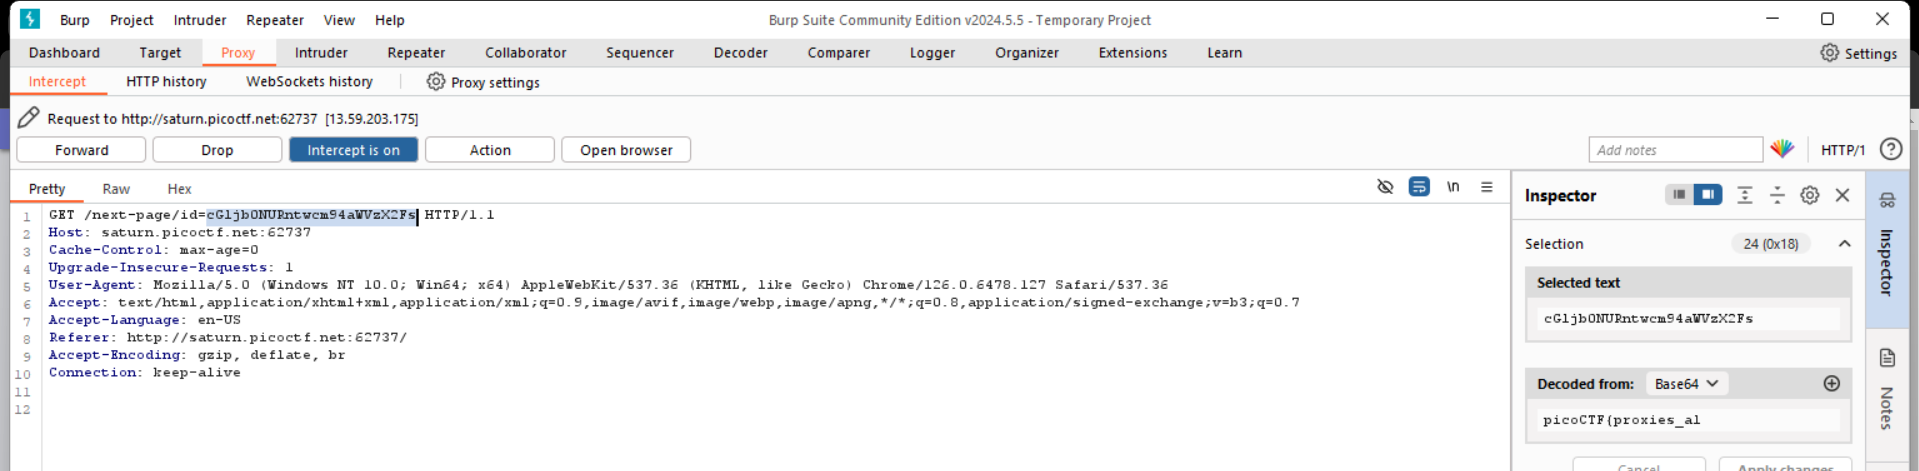 Burp Project Intruder Repeater View Help Burp Suite Community Edition v2024.5.5 - Temporary Project
Dashboard Target Proxy Intruder Repeater Collaborator Sequencer Decoder Comparer Logger Organizer Extensions Learn Settings
Intercept HTTP history WebSockets history Proxy settings
Request to http://saturn.picoctf.net:62737 [13.59.203.175]
Forward Drop Intercept is on Action Open browser Add notes HTTP/1 ?
Pretty Raw Hex \n
1 GET /next-page/id=cGljb0NURntwcm94aWVzX2Fs HTTP/1.1
2 Host: saturn.picoctf.net:62737
3 Cache-Control: max-age=0
4 Upgrade-Insecure-Requests: 1
5 User-Agent: Mozilla/5.0 (Windows NT 10.0; Win64; x64) AppleWebKit/537.36 (KHTML, like Gecko) Chrome/126.0.6478.127 Safari/537.36
6 Accept: text/html,application/xhtml+xml,application/xml;q=0.9,image/avif,image/webp,image/apng,*/*;q=0.8,application/signed-exchange;v=b3;q=0.7
7 Accept-Language: en-US
8 Referer: http://saturn.picoctf.net:62737/
9 Accept-Encoding: gzip, deflate, br
10 Connection: keep-alive
11
12
Inspector
Selection 24 (0x18)
Selected text
cGljb0NURntwcm94aWVzX2Fs
Decoded from: Base64
picoCTF{proxies_al
Cancel Apply changes
Inspector
Notes